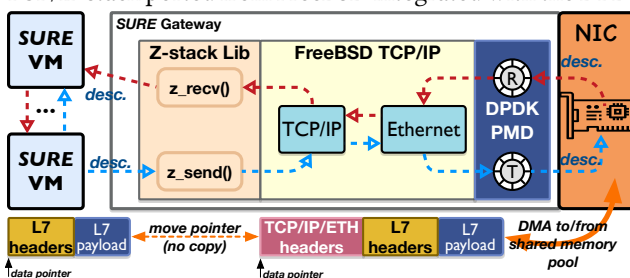 SURE Gateway
NIC
Z-stack Lib
FreeBSD TCP/IP
SURE
VM
z_recv()
R
desc.
desc.
...
TCP/IP
Ethernet
DPDK
PMD
SURE
VM
desc.
z_send()
T
desc.
L7
headers
L7
payload
move pointer
(no copy)
TCP/IP/ETH
headers
L7
headers
L7
payload
DMA to/from
shared memory
pool
data pointer
data pointer